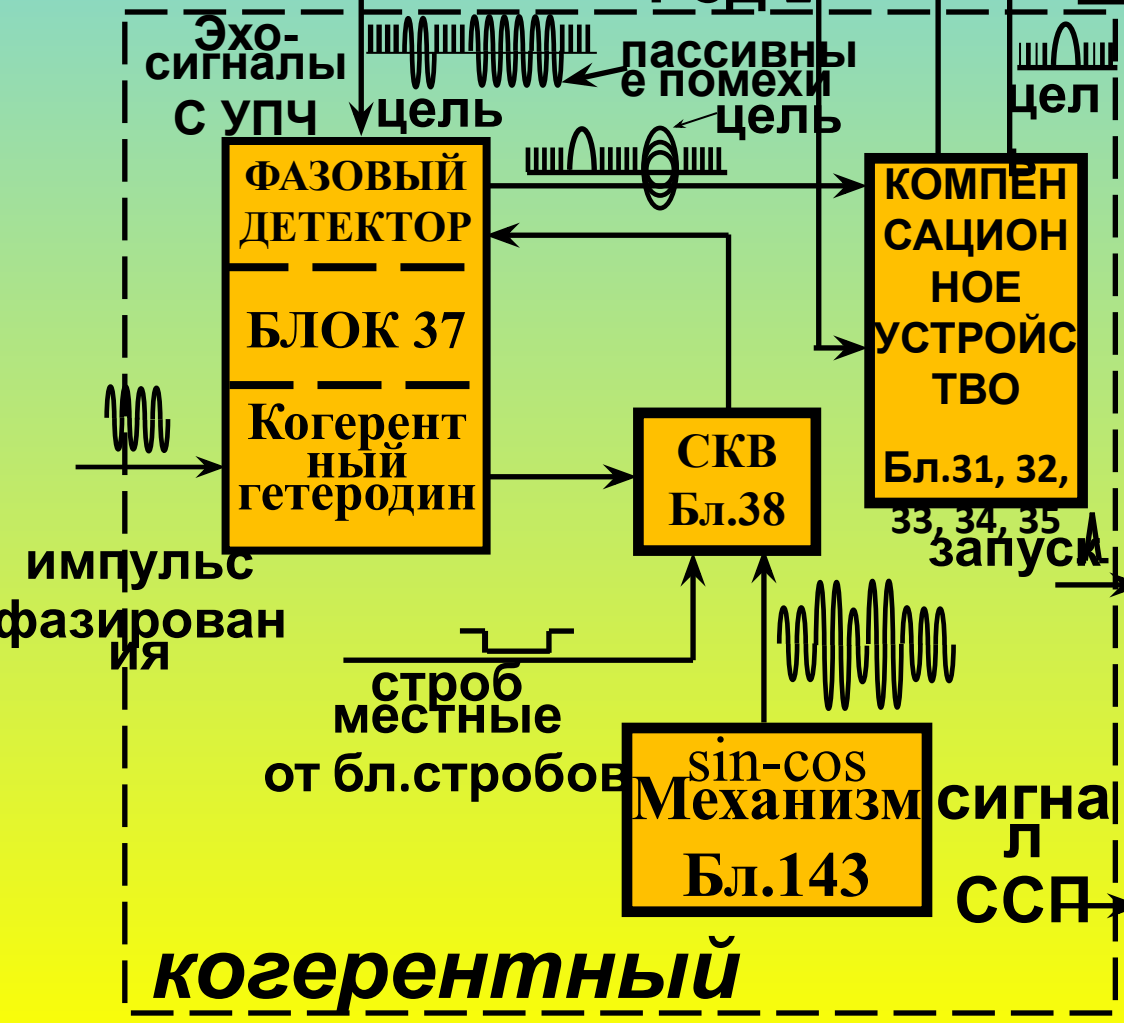 Эхо-
сигналы
С УПЧ
цель
пассивны
е помехи
цель
цел
ь
ФАЗОВЫЙ
ДЕТЕКТОР
БЛОК 37
Когерент
ный
гетеродин
КОМПЕН
САЦИОН
НОЕ
УСТРОЙС
ТВО
Бл.31, 32,
33, 34, 35
СКВ
Бл.38
запуск
импульс
фазирован
ия
строб
местные
от бл.стробов
sin-cos
Механизм
Бл.143
сигна
л
ССП
когерентный